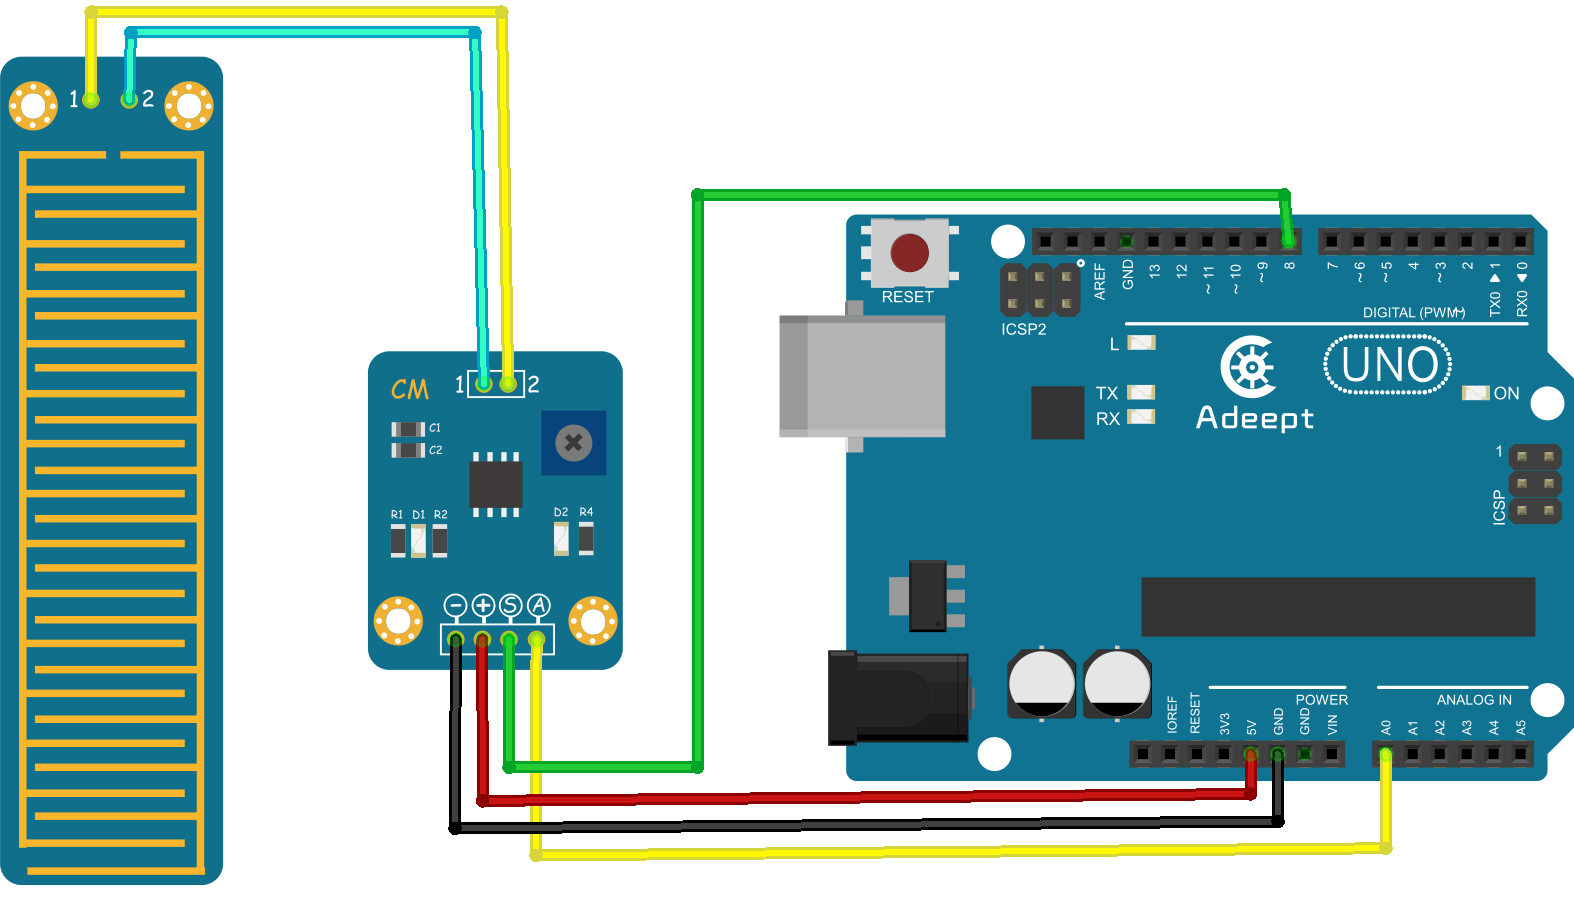 1 2
CM
1 2
C1
C2
R1 D1 R2
D2 R4
− + S A
RESET
ICSP2
AREF
GND
13
12
~ 11
~ 10
~ 9
8
7
~ 6
~ 5
4
~ 3
2
TX0 ▶ 1
RX0 ◀ 0
DIGITAL (PWM~)
L
TX
RX
Adeept
UNO
ON
1
ICSP
POWER
ANALOG IN
IOREF
RESET
3V3
5V
GND
GND
VIN
A0
A1
A2
A3
A4
A5